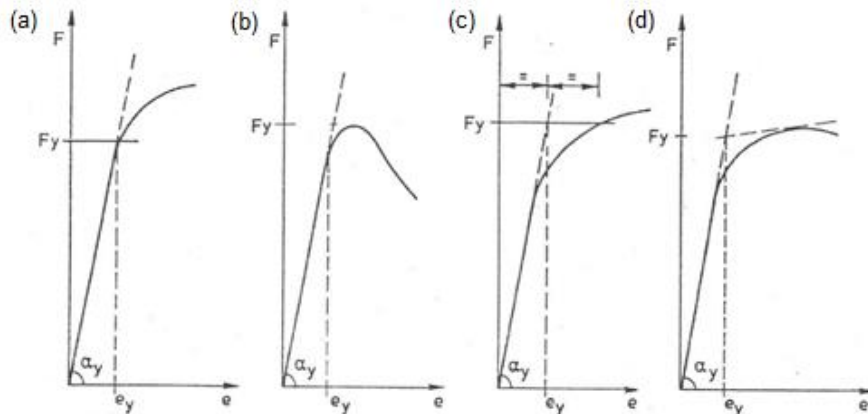 (a) (b) (c) (d)
F F F F
= =
Fy Fy Fy Fy
αy αy αy αy
ey e ey e ey e ey e